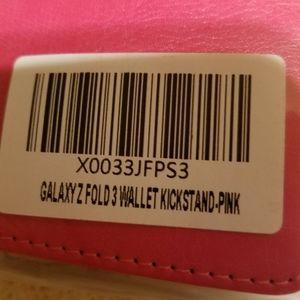 X0033JFPS3
GALAXY Z FOLD 3 WALLET KICKSTAND-PINK